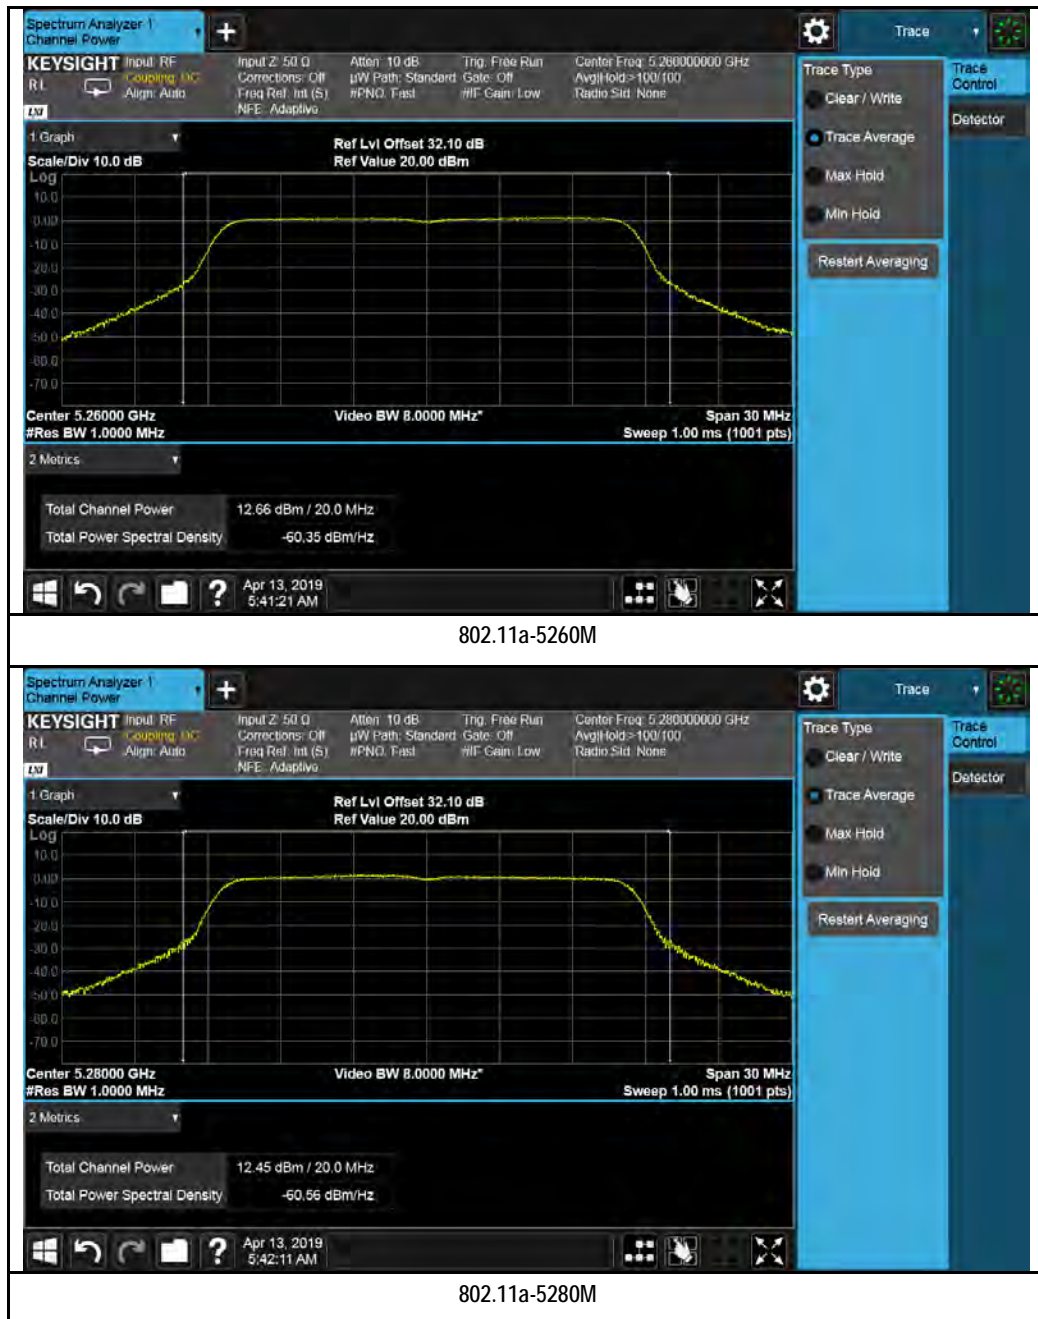 Spectrum Analyzer 1
Channel Power
Trace
KEYSIGHT
R L
LXI
Input: RF
Coupling: DC
Align: Auto
Input Z: 50 Ω
Corrections: Off
Freq Ref: Int (S)
NFE: Adaptive
Atten: 10 dB
µW Path: Standard
#PNO: Fast
Trig: Free Run
Gate: Off
#IF Gain: Low
Center Freq: 5.260000000 GHz
Avg|Hold>100/100
Radio Std: None
Trace Type
Clear / Write
Trace Average
Max Hold
Min Hold
Restart Averaging
Trace
Control
Detector
1 Graph
Scale/Div 10.0 dB
Ref Lvl Offset 32.10 dB
Ref Value 20.00 dBm
Log
10.0
0.00
-10.0
-20.0
-30.0
-40.0
-50.0
-60.0
-70.0
Center 5.26000 GHz
#Res BW 1.0000 MHz
Video BW 8.0000 MHz*
Span 30 MHz
Sweep 1.00 ms (1001 pts)
2 Metrics
Total Channel Power 12.66 dBm / 20.0 MHz
Total Power Spectral Density -60.35 dBm/Hz
?
Apr 13, 2019
5:41:21 AM
802.11a-5260M
Spectrum Analyzer 1
Channel Power
Trace
KEYSIGHT
R L
LXI
Input: RF
Coupling: DC
Align: Auto
Input Z: 50 Ω
Corrections: Off
Freq Ref: Int (S)
NFE: Adaptive
Atten: 10 dB
µW Path: Standard
#PNO: Fast
Trig: Free Run
Gate: Off
#IF Gain: Low
Center Freq: 5.280000000 GHz
Avg|Hold>100/100
Radio Std: None
Trace Type
Clear / Write
Trace Average
Max Hold
Min Hold
Restart Averaging
Trace
Control
Detector
1 Graph
Scale/Div 10.0 dB
Ref Lvl Offset 32.10 dB
Ref Value 20.00 dBm
Log
10.0
0.00
-10.0
-20.0
-30.0
-40.0
-50.0
-60.0
-70.0
Center 5.28000 GHz
#Res BW 1.0000 MHz
Video BW 8.0000 MHz*
Span 30 MHz
Sweep 1.00 ms (1001 pts)
2 Metrics
Total Channel Power 12.45 dBm / 20.0 MHz
Total Power Spectral Density -60.56 dBm/Hz
?
Apr 13, 2019
5:42:11 AM
802.11a-5280M